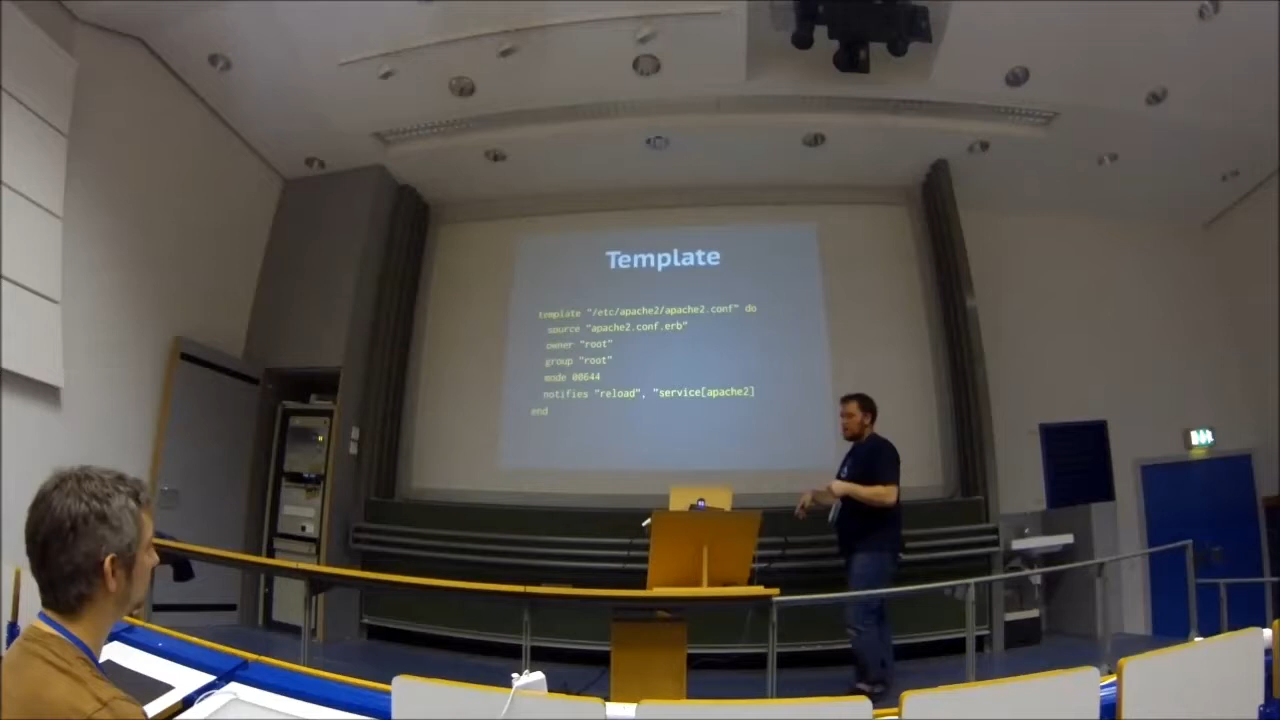 Template
template "/etc/apache2/apache2.conf" do
source "apache2.conf.erb"
owner "root"
group "root"
mode 00644
notifies "reload", "service[apache2]
end